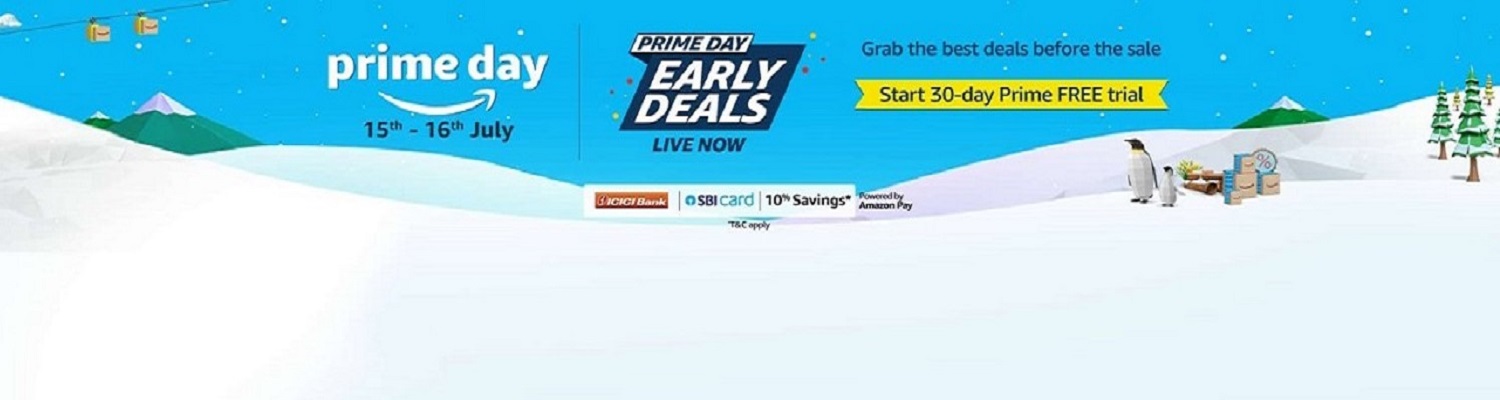 prime day
15th - 16th July
PRIME DAY
EARLY
DEALS
LIVE NOW
Grab the best deals before the sale
Start 30-day Prime FREE trial
ICICI Bank
SBI card
10% Savings*
Powered by
Amazon Pay
*T&C apply
%